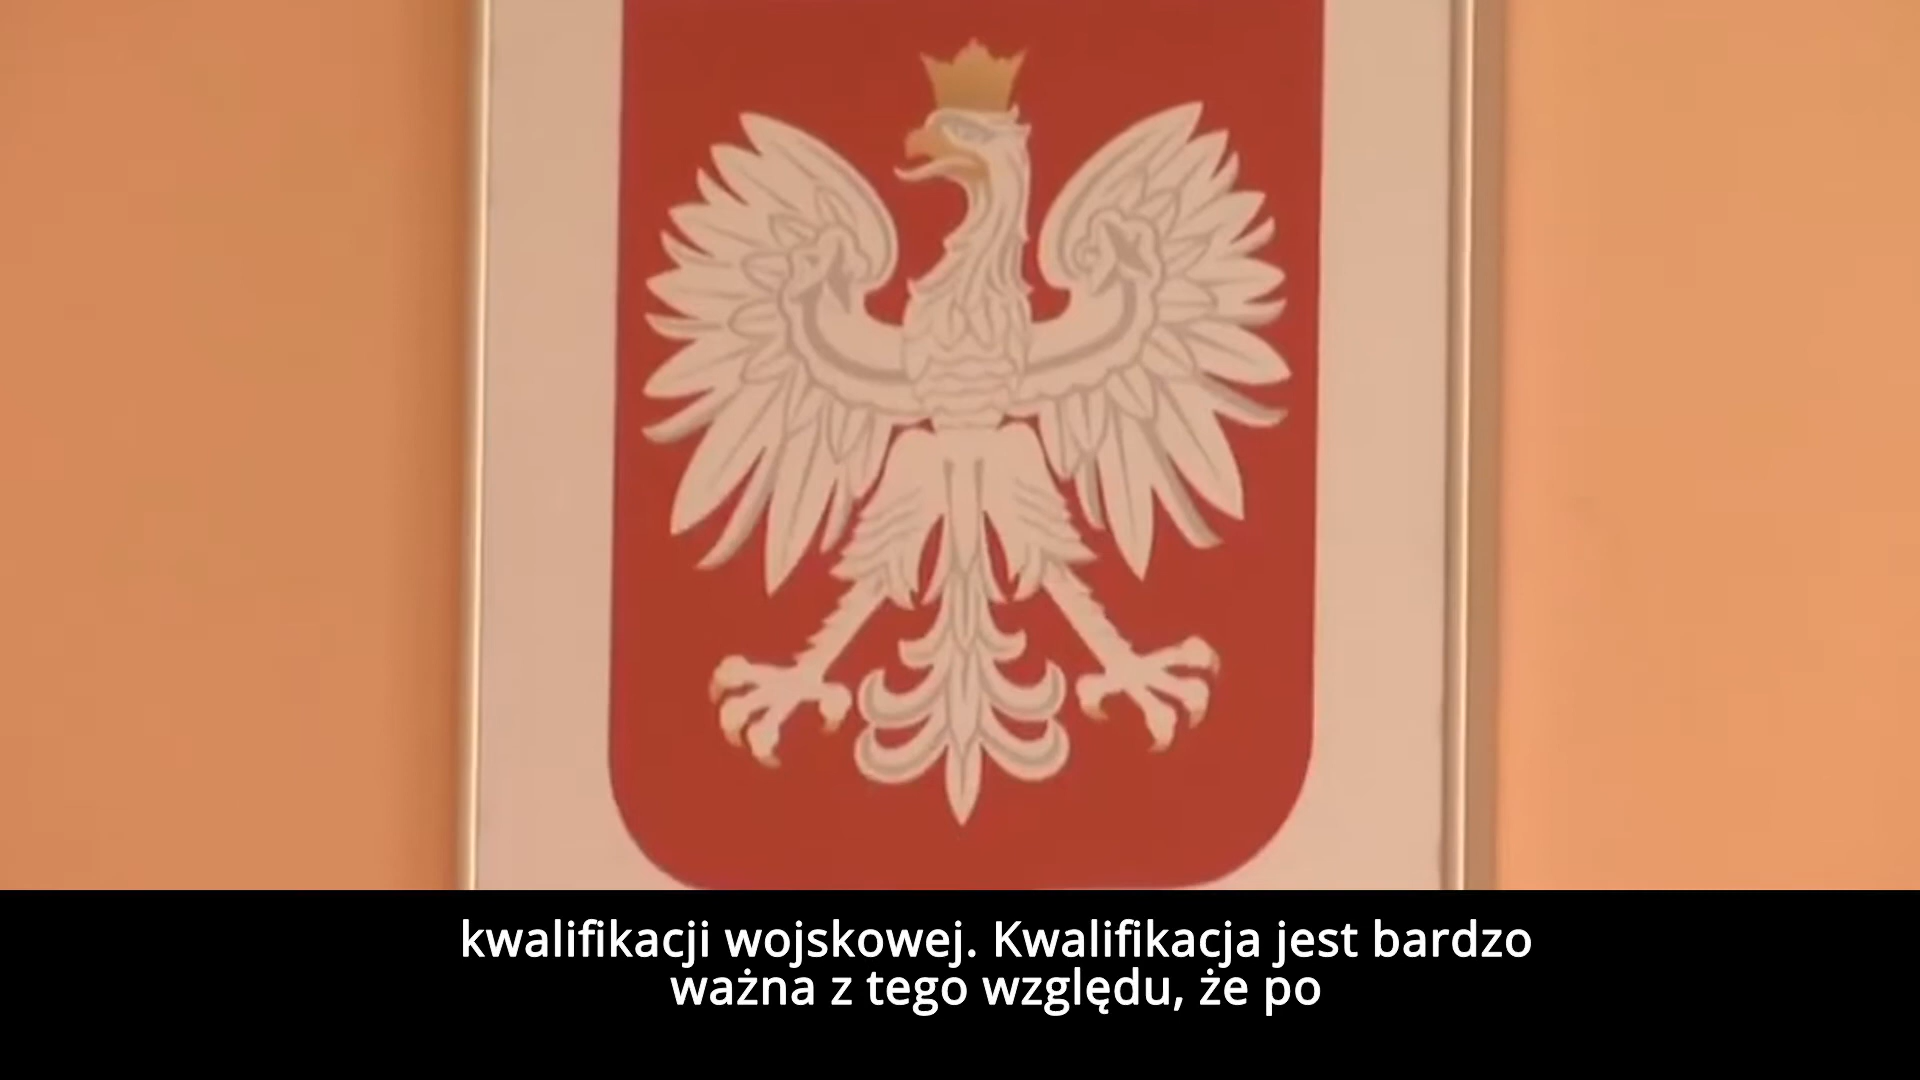 kwalifikacji wojskowej. Kwalifikacja jest bardzo
ważna z tego względu, że po